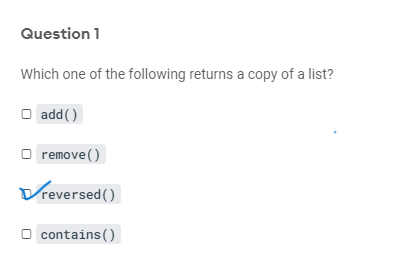 Question 1
Which one of the following returns a copy of a list?
add()
remove()
reversed()
contains()